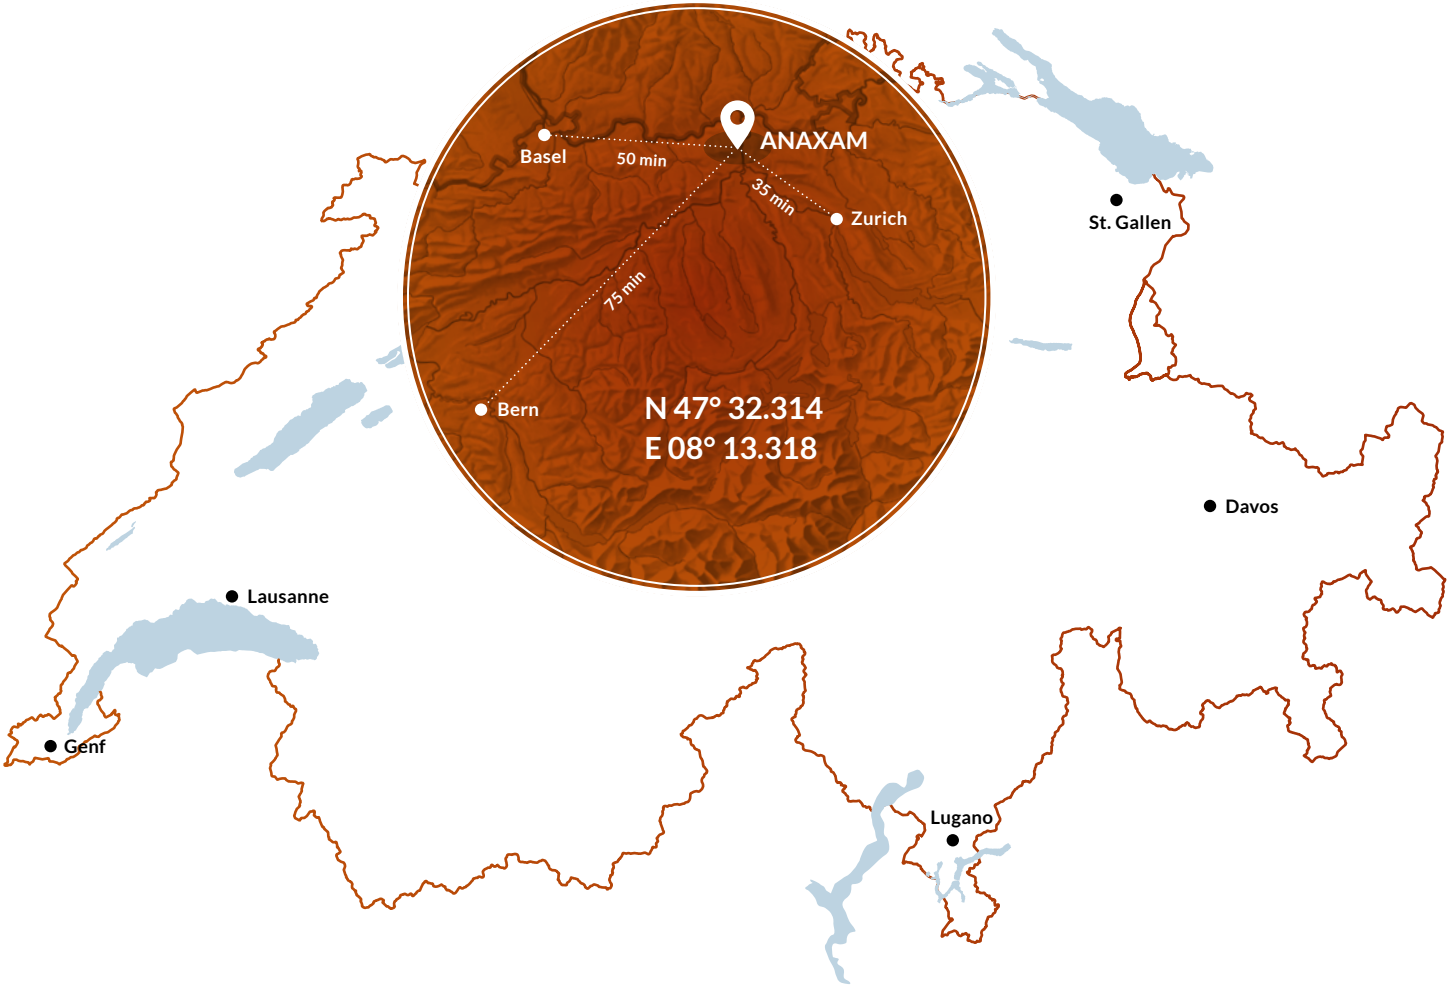 ANAXAM
Basel
50 min
35 min
Zurich
St. Gallen
75 min
Bern
N 47° 32.314
E 08° 13.318
Davos
Lausanne
Genf
Lugano